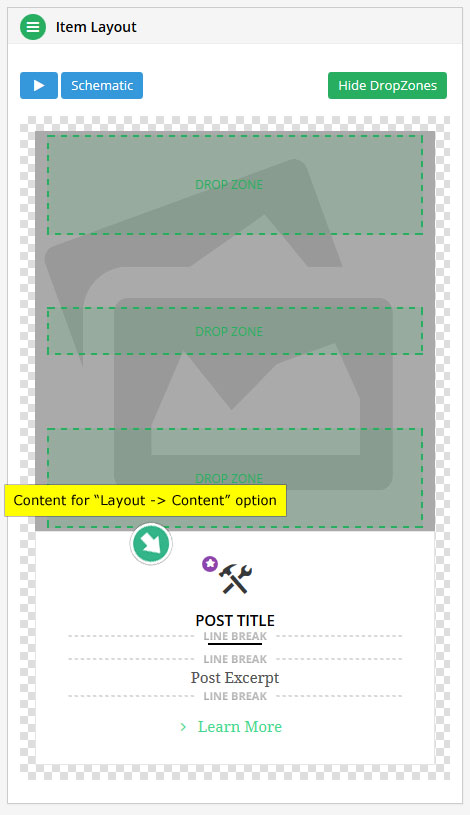 Item Layout
Schematic
Hide DropZones
DROP ZONE
DROP ZONE
DROP ZONE
Content for “Layout -> Content” option
POST TITLE
LINE BREAK
LINE BREAK
Post Excerpt
LINE BREAK
Learn More